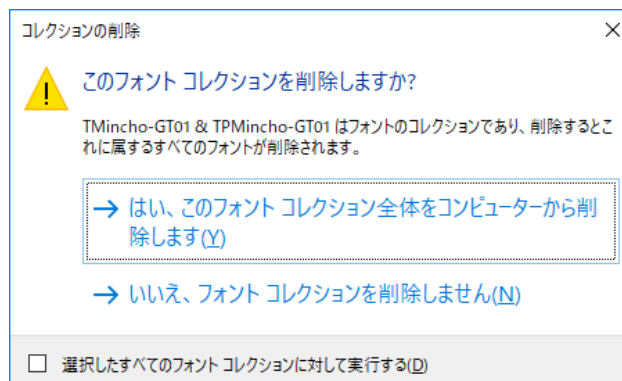 コレクションの削除
このフォント コレクションを削除しますか?
TMincho-GT01 & TPMincho-GT01 はフォントのコレクションであり、削除するとこ
れに属するすべてのフォントが削除されます。
→ はい、このフォント コレクション全体をコンピューターから削
除します(Y)
→ いいえ、フォント コレクションを削除しません(N)
選択したすべてのフォント コレクションに対して実行する(D)